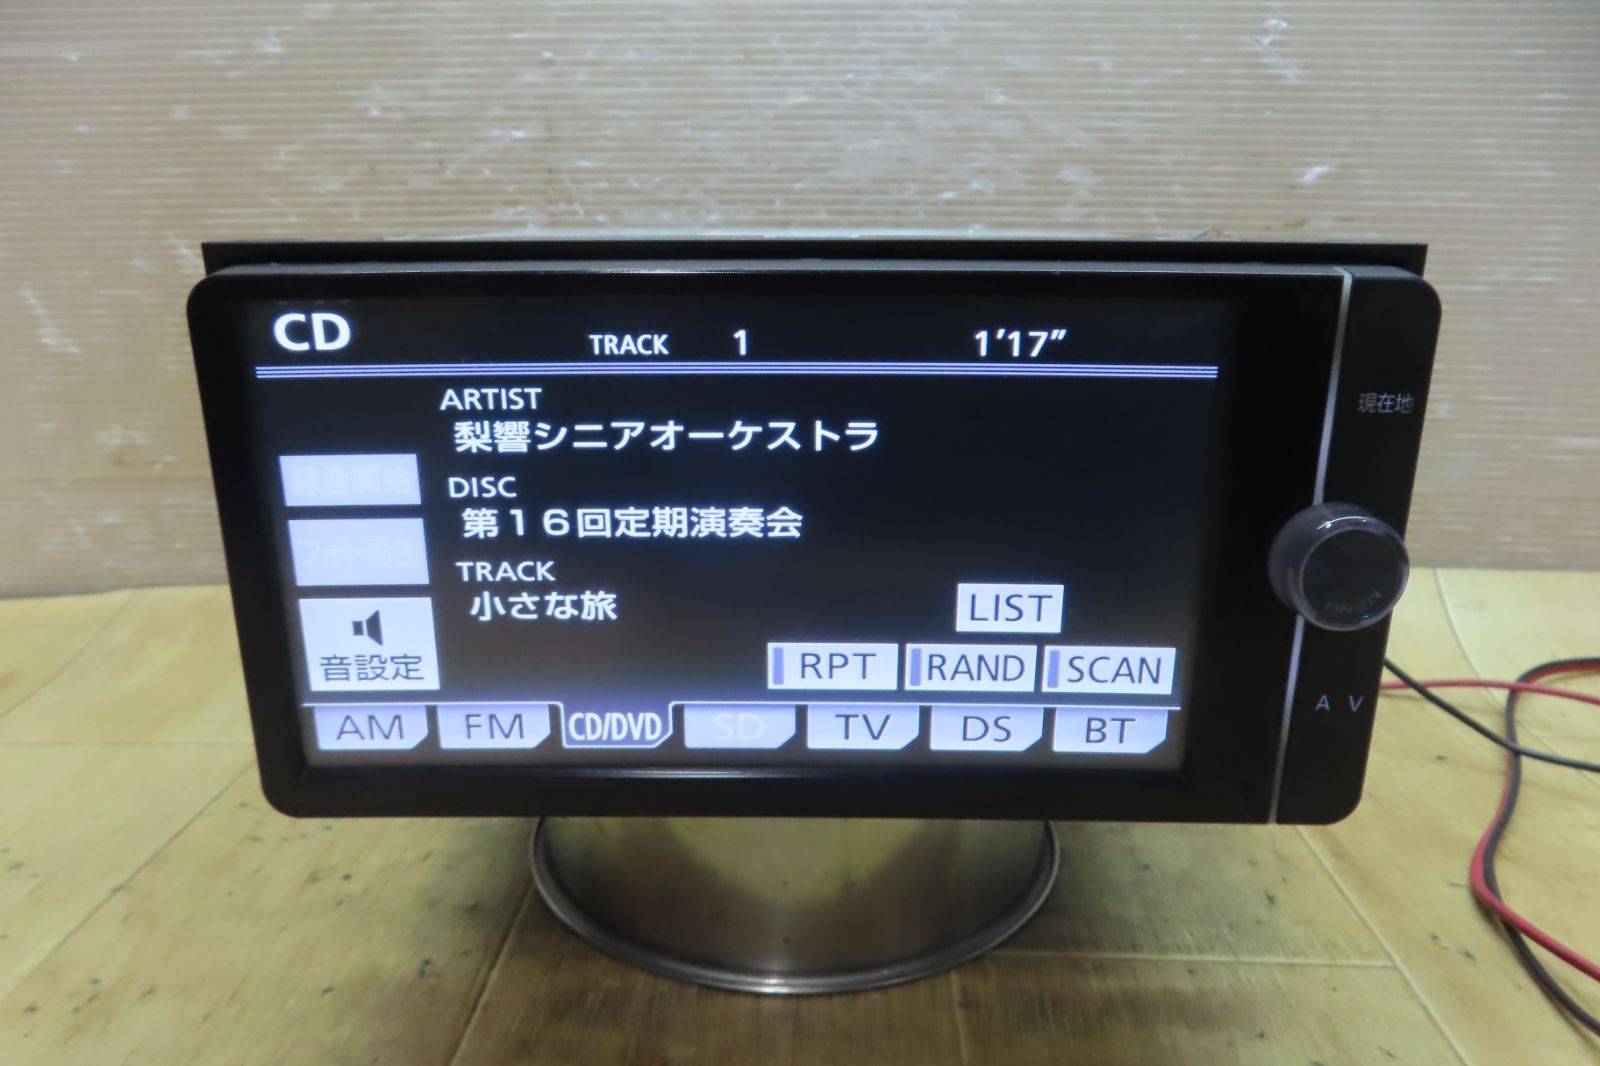 CD
TRACK 1 1'17"
ARTIST
梨響シニアオーケストラ
DISC
第１６回定期演奏会
TRACK
小さな旅
録音開始
フォト再生
音設定
LIST
RPT RAND SCAN
AM FM CD/DVD SD TV DS BT
現在地
MENU
A V